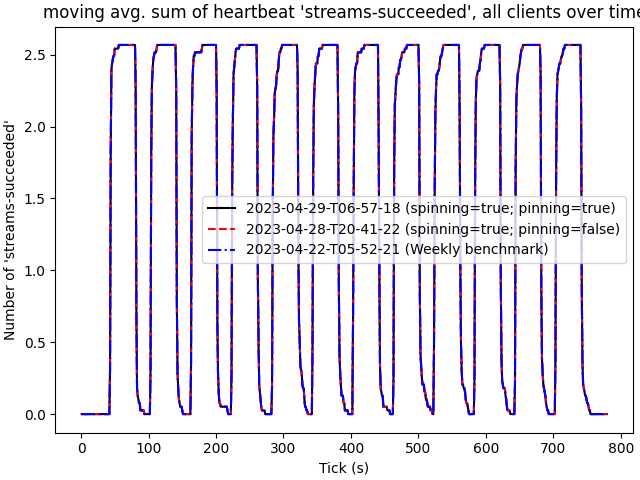 moving avg. sum of heartbeat 'streams-succeeded', all clients over time
Number of 'streams-succeeded'
2.5
2.0
1.5
1.0
0.5
0.0
2023-04-29-T06-57-18 (spinning=true; pinning=true)
2023-04-28-T20-41-22 (spinning=true; pinning=false)
2023-04-22-T05-52-21 (Weekly benchmark)
0 100 200 300 400 500 600 700 800
Tick (s)